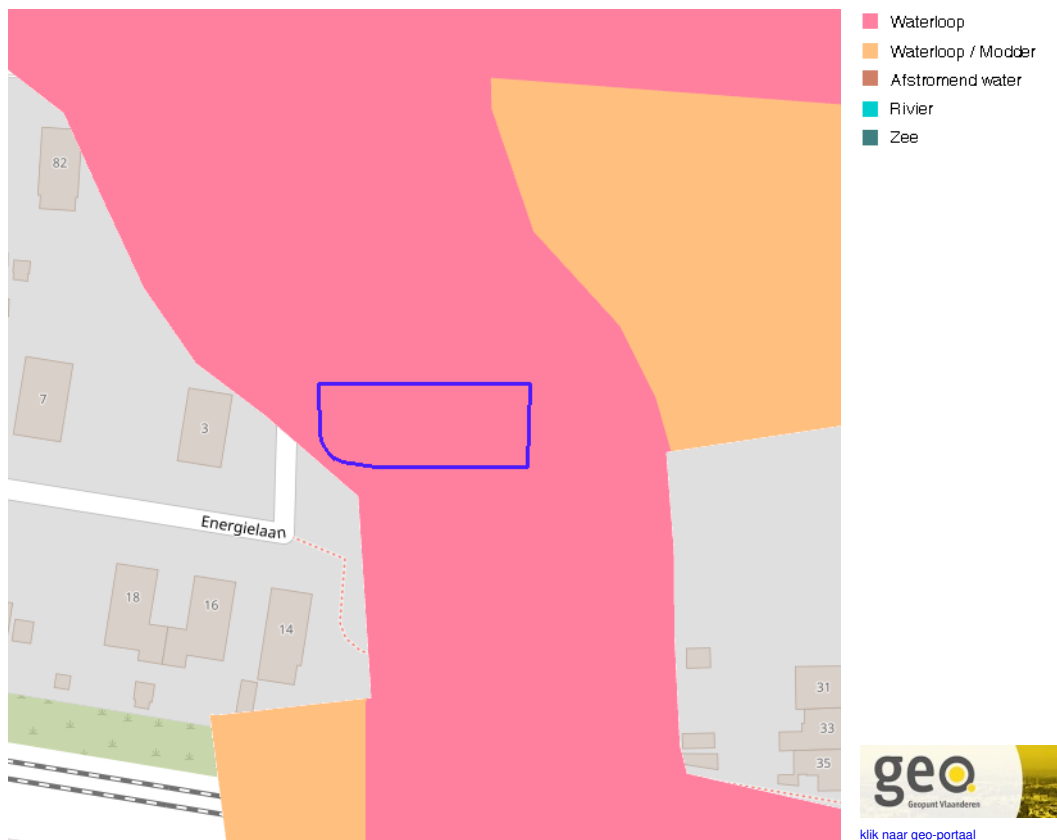 Waterloop
Waterloop / Modder
Afstromend water
Rivier
Zee
82
7
3
Energielaan
18
16
14
31
33
35
geo
Geopunt Vlaanderen
klik naar geo-portaal